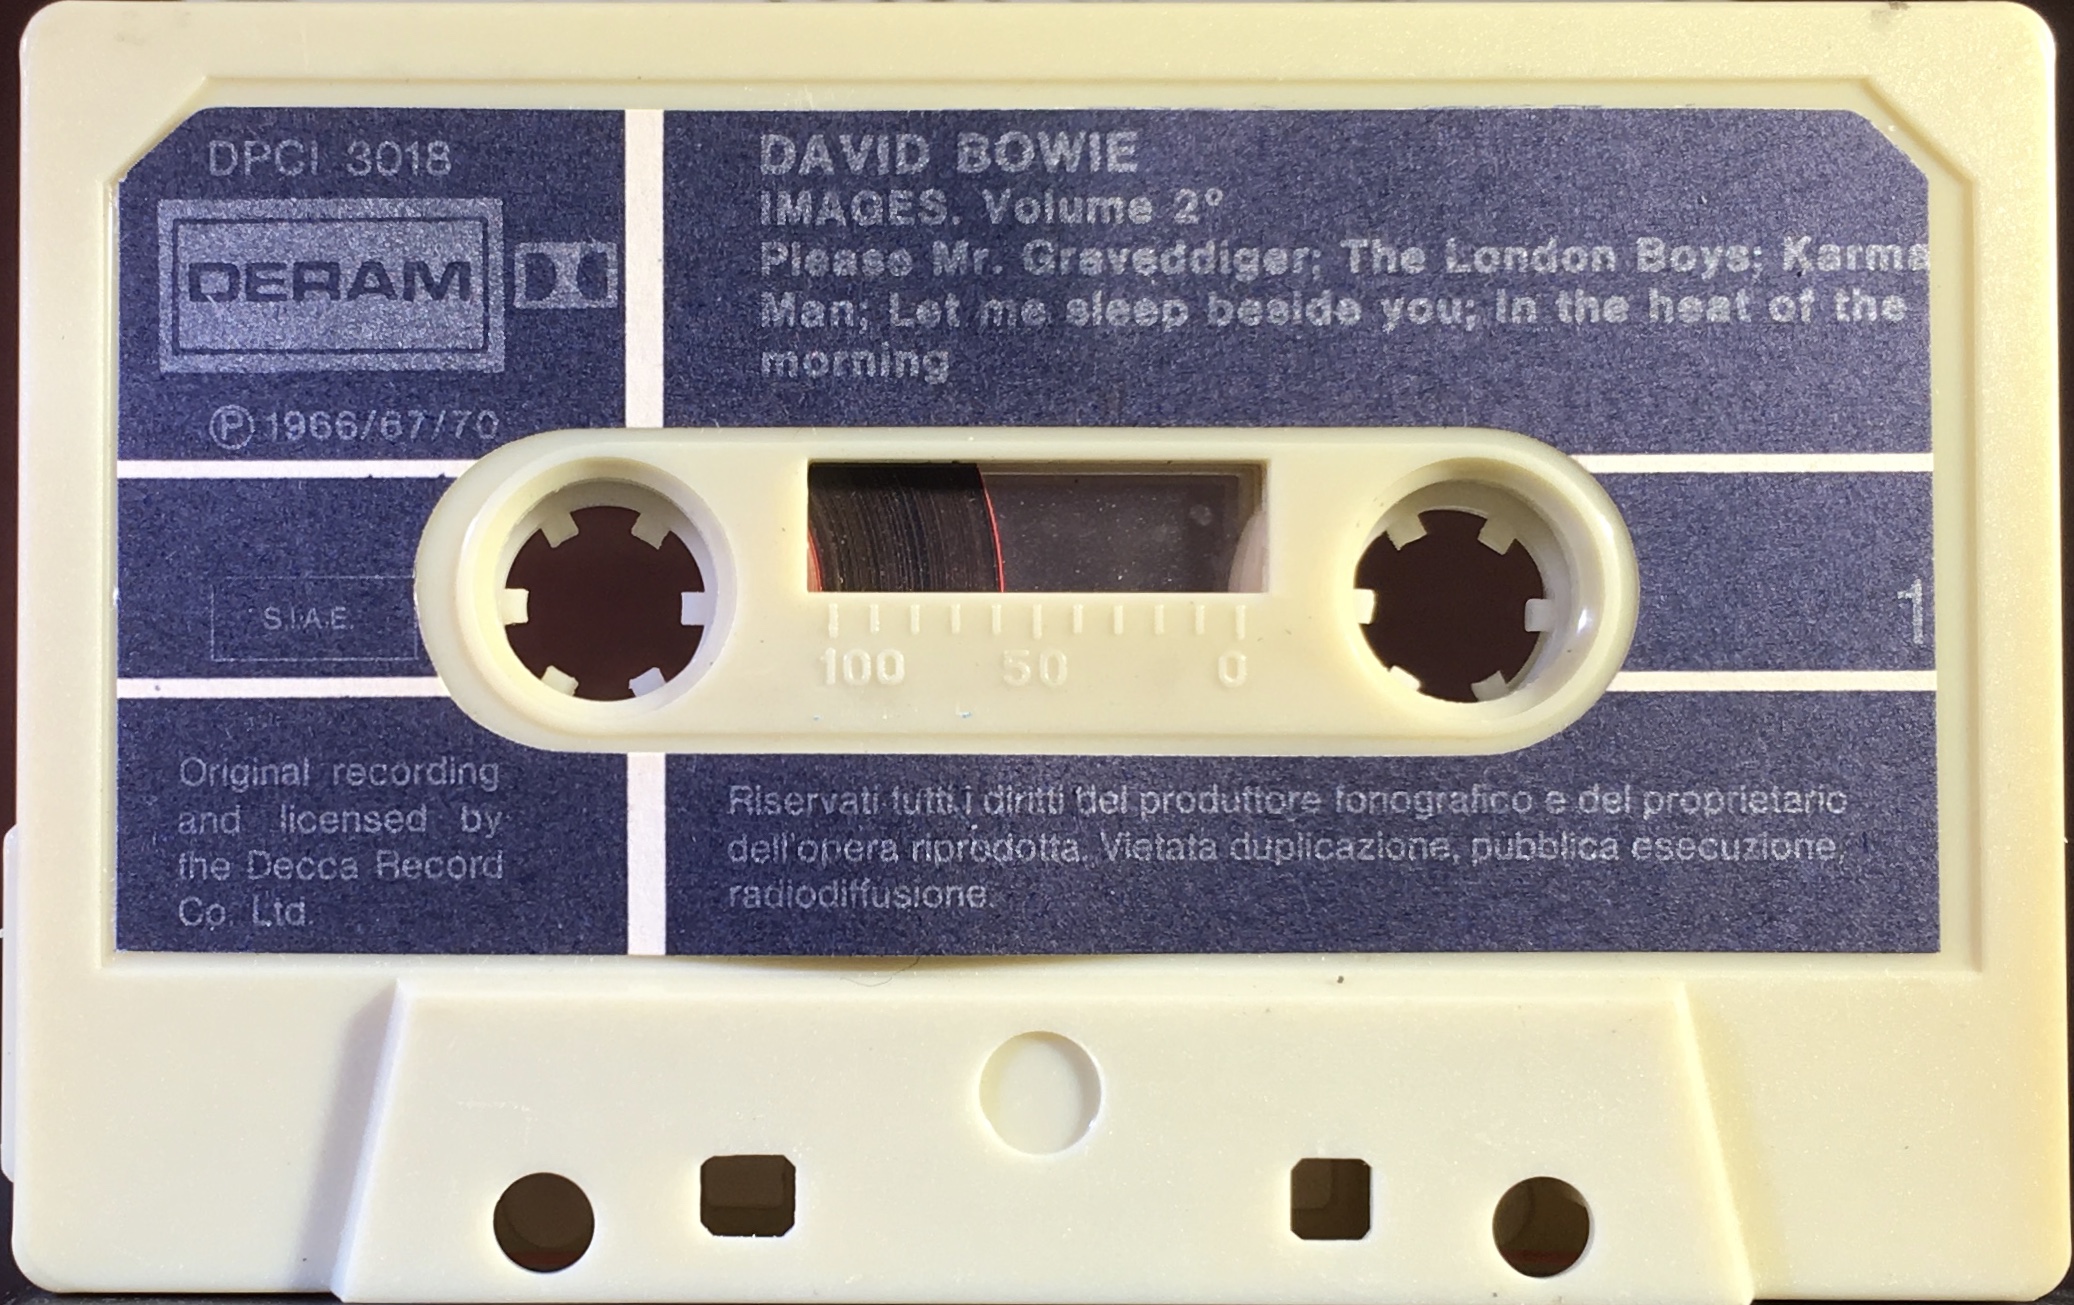 DPCI 3018
DERAM
Ⓟ 1966/67/70
S.I.A.E.
Original recording
and licensed by
the Decca Record
Co. Ltd.
DAVID BOWIE
IMAGES. Volume 2°
Please Mr. Graveddiger; The London Boys; Karma
Man; Let me sleep beside you; In the heat of the
morning
1
100 50 0
Riservati tutti i diritti del produttore fonografico e del proprietario
dell'opera riprodotta. Vietata duplicazione, pubblica esecuzione,
radiodiffusione.